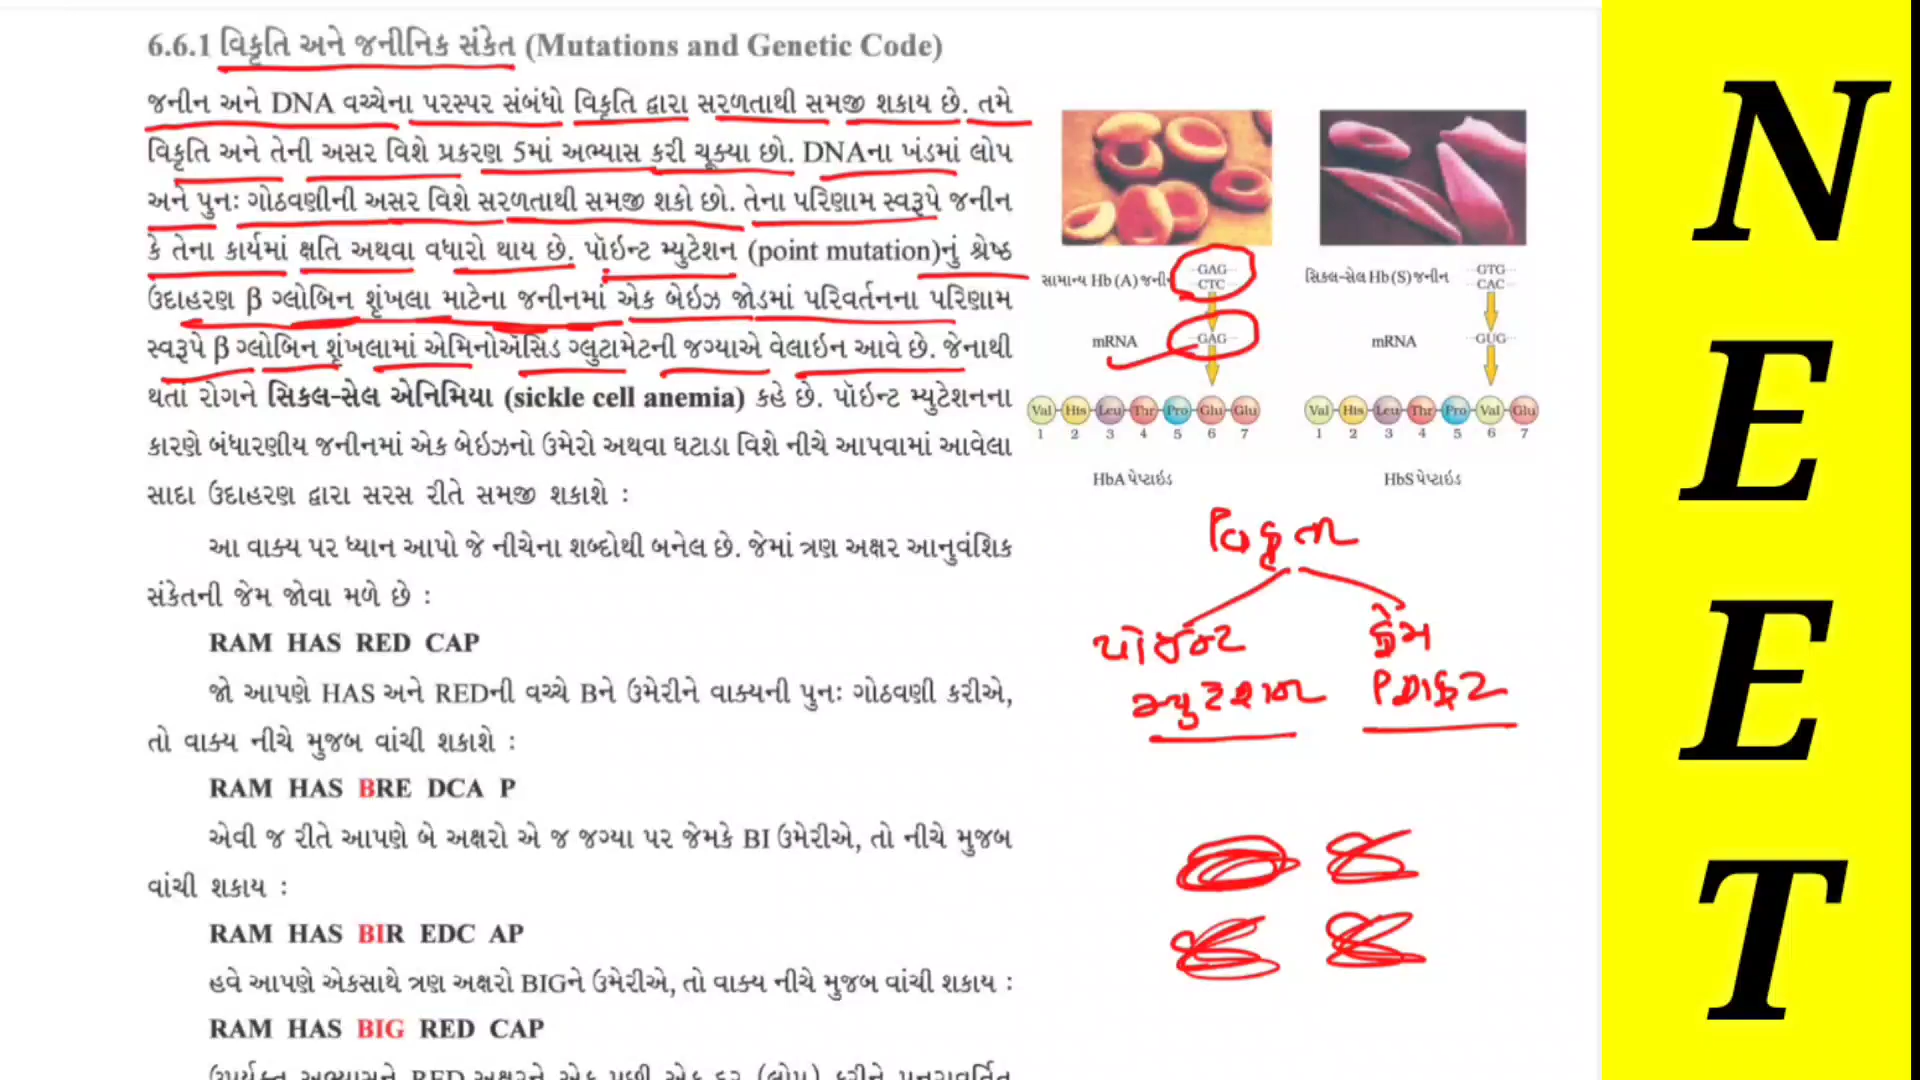 6.6.1 વિકૃતિ અને જનીનિક સંકેત (Mutations and Genetic Code)
જનીન અને DNA વચ્ચેના પરસ્પર સંબંધો વિકૃતિ દ્વારા સરળતાથી સમજી શકાય છે. તમે
વિકૃતિ અને તેની અસર વિશે પ્રકરણ 5માં અભ્યાસ કરી ચૂક્યા છો. DNAના ખંડમાં લોપ
અને પુનઃ ગોઠવણીની અસર વિશે સરળતાથી સમજી શકો છો. તેના પરિણામ સ્વરૂપે જનીન
કે તેના કાર્યમાં ક્ષતિ અથવા વધારો થાય છે. પૉઇન્ટ મ્યુટેશન (point mutation)નું શ્રેષ્ઠ
ઉદાહરણ β ગ્લોબિન શૃંખલા માટેના જનીનમાં એક બેઇઝ જોડમાં પરિવર્તનના પરિણામ
સ્વરૂપે β ગ્લોબિન શૃંખલામાં એમિનોઍસિડ ગ્લુટામેટની જગ્યાએ વેલાઇન આવે છે. જેનાથી
થતાં રોગને સિકલ-સેલ એનિમિયા (sickle cell anemia) કહે છે. પૉઇન્ટ મ્યુટેશનના
કારણે બંધારણીય જનીનમાં એક બેઇઝનો ઉમેરો અથવા ઘટાડા વિશે નીચે આપવામાં આવેલા
સાદા ઉદાહરણ દ્વારા સરસ રીતે સમજી શકાશે :
આ વાક્ય પર ધ્યાન આપો જે નીચેના શબ્દોથી બનેલ છે. જેમાં ત્રણ અક્ષર આનુવંશિક
સંકેતની જેમ જોવા મળે છે :
RAM HAS RED CAP
જો આપણે HAS અને REDની વચ્ચે Bને ઉમેરીને વાક્યની પુનઃ ગોઠવણી કરીએ,
તો વાક્ય નીચે મુજબ વાંચી શકાશે :
RAM HAS BRE DCA P
એવી જ રીતે આપણે બે અક્ષરો એ જ જગ્યા પર જેમકે BI ઉમેરીએ, તો નીચે મુજબ
વાંચી શકાય :
RAM HAS BIR EDC AP
હવે આપણે એકસાથે ત્રણ અક્ષરો BIGને ઉમેરીએ, તો વાક્ય નીચે મુજબ વાંચી શકાય :
RAM HAS BIG RED CAP
સામાન્ય Hb (A) જની
GAG
CTC
mRNA
GAG
Val His Leu Thr Pro Glu Glu
1 2 3 4 5 6 7
HbA પેપ્ટાઇડ
સિકલ-સેલ Hb (S) જનીન
GTG
CAC
mRNA
GUG
Val His Leu Thr Pro Val Glu
1 2 3 4 5 6 7
HbS પેપ્ટાઇડ
પોઈન્ટ
મ્યુટેશન
ફ્રેમ
N
E
E
T